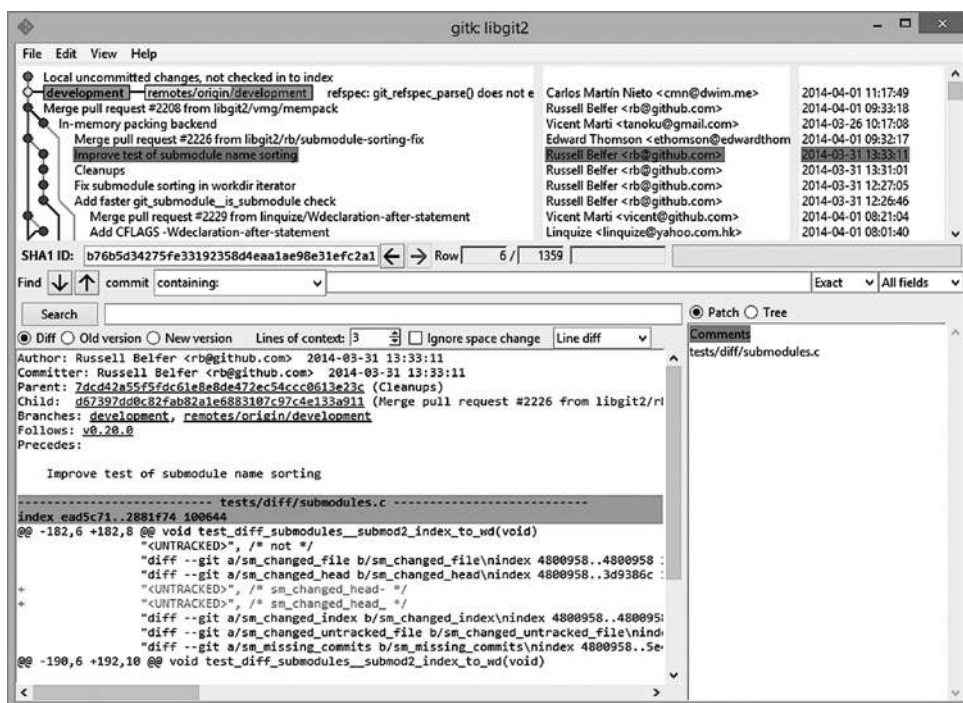 gitk: libgit2
File Edit View Help
Local uncommitted changes, not checked in to index
development remotes/origin/development refspec: git_refspec_parse() does not e Carlos Martín Nieto <cmn@dwim.me> 2014-04-01 11:17:49
Merge pull request #2208 from libgit2/vmg/mempack Russell Belfer <rb@github.com> 2014-04-01 09:33:18
In-memory packing backend Vicent Marti <tanoku@gmail.com> 2014-03-26 10:17:08
Merge pull request #2226 from libgit2/rb/submodule-sorting-fix Edward Thomson <ethomson@edwardthom 2014-04-01 09:32:17
Improve test of submodule name sorting Russell Belfer <rb@github.com> 2014-03-31 13:33:11
Cleanups Russell Belfer <rb@github.com> 2014-03-31 13:31:01
Fix submodule sorting in workdir iterator Russell Belfer <rb@github.com> 2014-03-31 12:27:05
Add faster git_submodule__is_submodule check Russell Belfer <rb@github.com> 2014-03-31 12:26:46
Merge pull request #2229 from linquize/Wdeclaration-after-statement Vicent Marti <vicent@github.com> 2014-04-01 08:21:04
Add CFLAGS -Wdeclaration-after-statement Linquize <linquize@yahoo.com.hk> 2014-04-01 08:01:40
SHA1 ID: b76b5d34275fe33192358d4eaa1ae98e31efc2a1 ← → Row 6 / 1359
Find ↓ ↑ commit containing: Exact All fields
Search
Patch Tree
Diff Old version New version Lines of context: 3 Ignore space change Line diff
Comments
tests/diff/submodules.c
Author: Russell Belfer <rb@github.com> 2014-03-31 13:33:11
Committer: Russell Belfer <rb@github.com> 2014-03-31 13:33:11
Parent: 7dcd42a55f5fdc61e8e8de472ec54ccc0613e23c (Cleanups)
Child: d67397dd0c82fab82a1e6883107c97c4e133a911 (Merge pull request #2226 from libgit2/r
Branches: development, remotes/origin/development
Follows: v0.20.0
Precedes:
Improve test of submodule name sorting
--------------------------- tests/diff/submodules.c ---------------------------
index ead5c71..2881f74 100644
@@ -182,6 +182,8 @@ void test_diff_submodules__submod2_index_to_wd(void)
"<UNTRACKED>", /* not */
"diff --git a/sm_changed_file b/sm_changed_file\nindex 4800958..4800958
"diff --git a/sm_changed_head b/sm_changed_head\nindex 4800958..3d9386c
+ "<UNTRACKED>", /* sm_changed_head- */
+ "<UNTRACKED>", /* sm_changed_head_ */
"diff --git a/sm_changed_index b/sm_changed_index\nindex 4800958..4800958
"diff --git a/sm_changed_untracked_file b/sm_changed_untracked_file\nind
"diff --git a/sm_missing_commits b/sm_missing_commits\nindex 4800958..5e
@@ -190,6 +192,10 @@ void test_diff_submodules__submod2_index_to_wd(void)